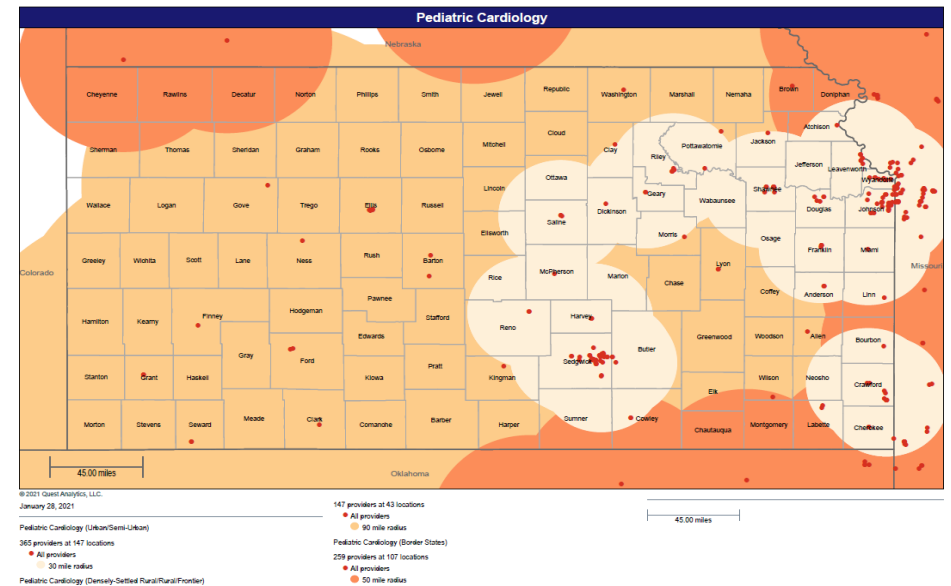 Pediatric Cardiology
Nebraska
Cheyenne Rawlins Decatur Norton Phillips Smith Jewell Republic Washington Marshall Nemaha Brown Doniphan
Atchison
Sherman Thomas Sheridan Graham Rooks Osborne Mitchell Cloud Clay Riley Pottawatomie Jackson
Jefferson Leavenworth
Wyandotte
Lincoln Ottawa
Wallace Logan Gove Trego Ellis Russell Saline Dickinson Geary Wabaunsee Shawnee Douglas Johnson
Ellsworth Morris Osage
Colorado Greeley Wichita Scott Lane Ness Rush Barton Rice McPherson Marion Chase Lyon Franklin Miami Missouri
Coffey Anderson Linn
Hamilton Kearny Finney Hodgeman Pawnee Stafford Reno Harvey
Gray Ford Edwards Sedgwick Butler Greenwood Woodson Allen Bourbon
Stanton Grant Haskell Kiowa Pratt Kingman Elk Wilson Neosho Crawford
Morton Stevens Seward Meade Clark Comanche Barber Harper Sumner Cowley Chautauqua Montgomery Labette Cherokee
45.00 miles
Oklahoma
© 2021 Quest Analytics, LLC.
January 28, 2021
Pediatric Cardiology (Urban/Semi-Urban)
365 providers at 147 locations
All providers
30 mile radius
Pediatric Cardiology (Densely-Settled Rural/Rural/Frontier)
147 providers at 43 locations
All providers
90 mile radius
Pediatric Cardiology (Border States)
259 providers at 107 locations
All providers
50 mile radius
45.00 miles